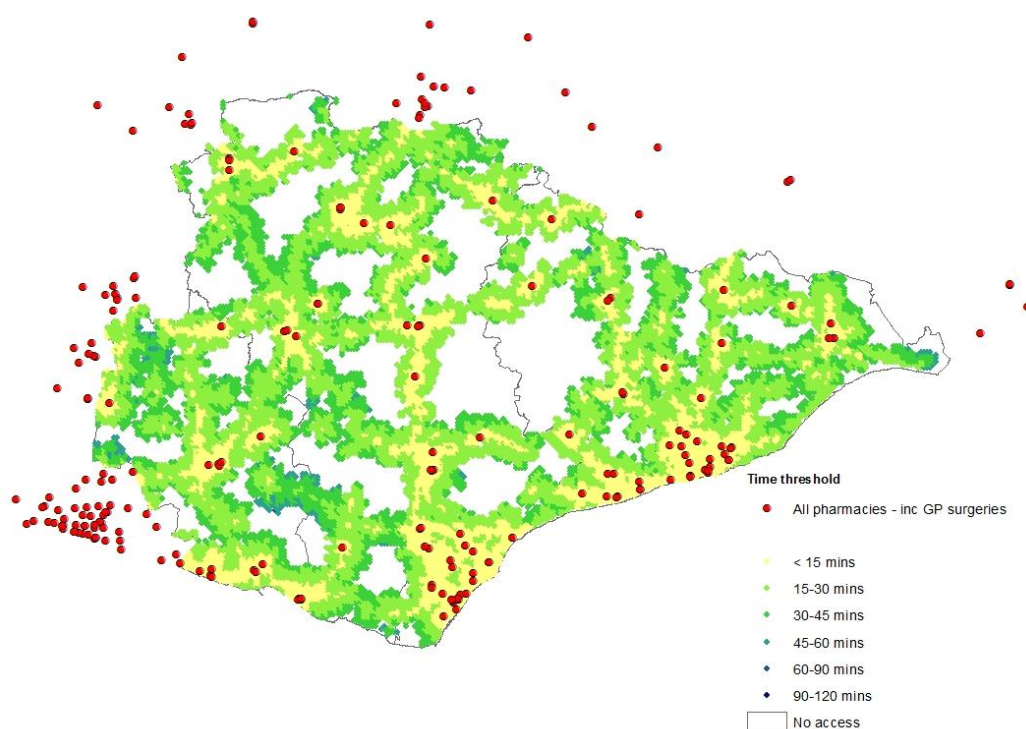 Time threshold
All pharmacies - inc GP surgeries
< 15 mins
15-30 mins
30-45 mins
45-60 mins
60-90 mins
90-120 mins
No access